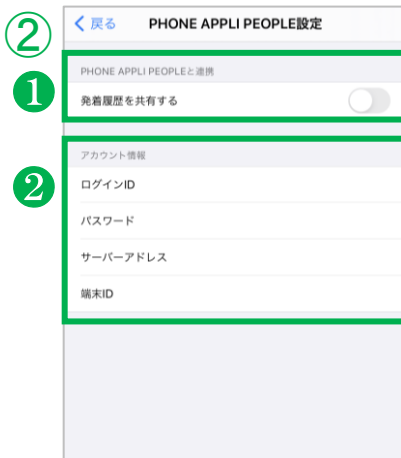 ②
戻る PHONE APPLI PEOPLE設定
❶
PHONE APPLI PEOPLEと連携
発着履歴を共有する
❷
アカウント情報
ログインID
パスワード
サーバーアドレス
端末ID